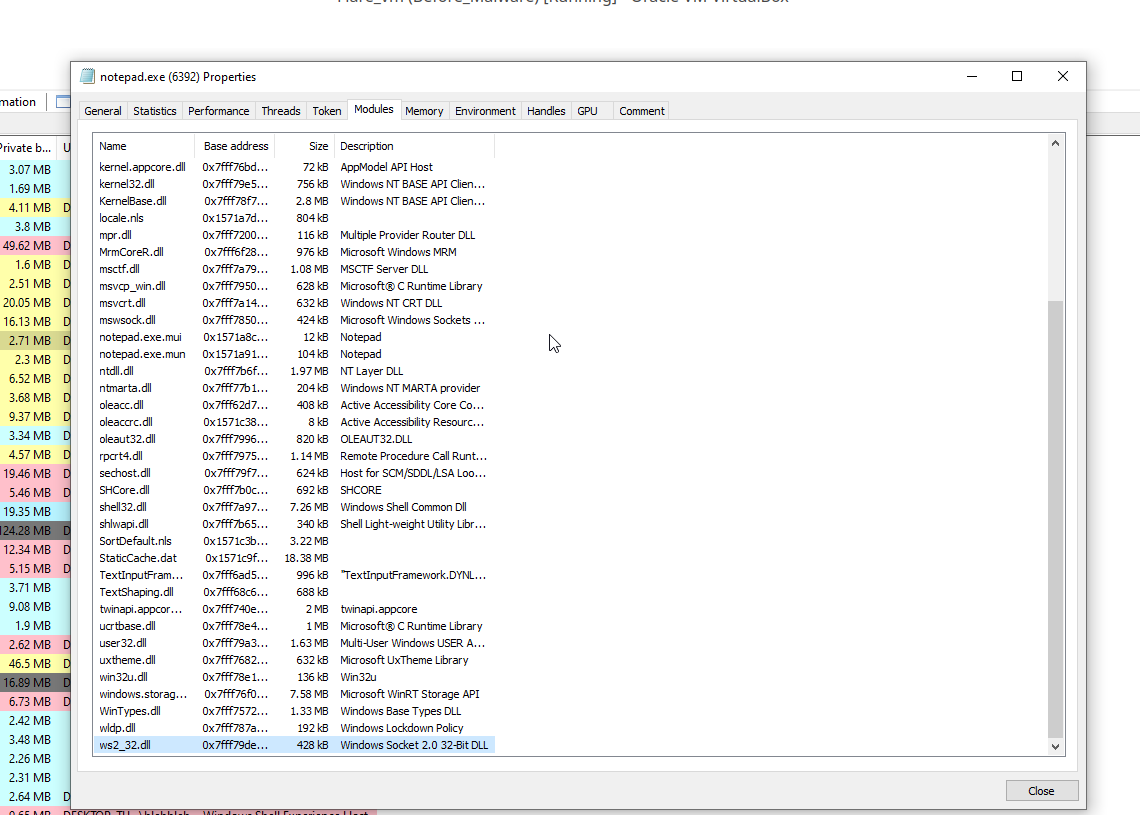 Flare_vm (Before_Malware) [Running] - Oracle VM VirtualBox
notepad.exe (6392) Properties
mation
General Statistics Performance Threads Token Modules Memory Environment Handles GPU Comment
Private b... U
Name Base address Size Description
3.07 MB
1.69 MB
4.11 MB D
3.8 MB
49.62 MB D
1.6 MB D
2.51 MB D
20.05 MB D
16.13 MB D
2.71 MB D
2.3 MB D
6.52 MB D
3.68 MB D
9.37 MB D
3.34 MB D
4.57 MB D
19.46 MB D
5.46 MB D
19.35 MB
124.28 MB D
12.34 MB D
5.15 MB D
3.71 MB
9.08 MB
1.9 MB
2.62 MB D
46.5 MB D
16.89 MB D
6.73 MB D
2.42 MB
3.48 MB
2.26 MB
2.31 MB
2.64 MB D
kernel.appcore.dll 0x7fff76bd... 72 kB AppModel API Host
kernel32.dll 0x7fff79e5... 756 kB Windows NT BASE API Clien...
KernelBase.dll 0x7fff78f7... 2.8 MB Windows NT BASE API Clien...
locale.nls 0x1571a7d... 804 kB
mpr.dll 0x7fff7200... 116 kB Multiple Provider Router DLL
MrmCoreR.dll 0x7fff6f28... 976 kB Microsoft Windows MRM
msctf.dll 0x7fff7a79... 1.08 MB MSCTF Server DLL
msvcp_win.dll 0x7fff7950... 628 kB Microsoft® C Runtime Library
msvcrt.dll 0x7fff7a14... 632 kB Windows NT CRT DLL
mswsock.dll 0x7fff7850... 424 kB Microsoft Windows Sockets ...
notepad.exe.mui 0x1571a8c... 12 kB Notepad
notepad.exe.mun 0x1571a91... 104 kB Notepad
ntdll.dll 0x7fff7b6f... 1.97 MB NT Layer DLL
ntmarta.dll 0x7fff77b1... 204 kB Windows NT MARTA provider
oleacc.dll 0x7fff62d7... 408 kB Active Accessibility Core Co...
oleaccrc.dll 0x1571c38... 8 kB Active Accessibility Resourc...
oleaut32.dll 0x7fff7996... 820 kB OLEAUT32.DLL
rpcrt4.dll 0x7fff7975... 1.14 MB Remote Procedure Call Runt...
sechost.dll 0x7fff79f7... 624 kB Host for SCM/SDDL/LSA Loo...
SHCore.dll 0x7fff7b0c... 692 kB SHCORE
shell32.dll 0x7fff7a97... 7.26 MB Windows Shell Common Dll
shlwapi.dll 0x7fff7b65... 340 kB Shell Light-weight Utility Libr...
SortDefault.nls 0x1571c3b... 3.22 MB
StaticCache.dat 0x1571c9f... 18.38 MB
TextInputFram... 0x7fff6ad5... 996 kB "TextInputFramework.DYNL...
TextShaping.dll 0x7fff68c6... 688 kB
twinapi.appcor... 0x7fff740e... 2 MB twinapi.appcore
ucrtbase.dll 0x7fff78e4... 1 MB Microsoft® C Runtime Library
user32.dll 0x7fff79a3... 1.63 MB Multi-User Windows USER A...
uxtheme.dll 0x7fff7682... 632 kB Microsoft UxTheme Library
win32u.dll 0x7fff78e1... 136 kB Win32u
windows.storag... 0x7fff76f0... 7.58 MB Microsoft WinRT Storage API
WinTypes.dll 0x7fff7572... 1.33 MB Windows Base Types DLL
wldp.dll 0x7fff787a... 192 kB Windows Lockdown Policy
ws2_32.dll 0x7fff79de... 428 kB Windows Socket 2.0 32-Bit DLL
Close